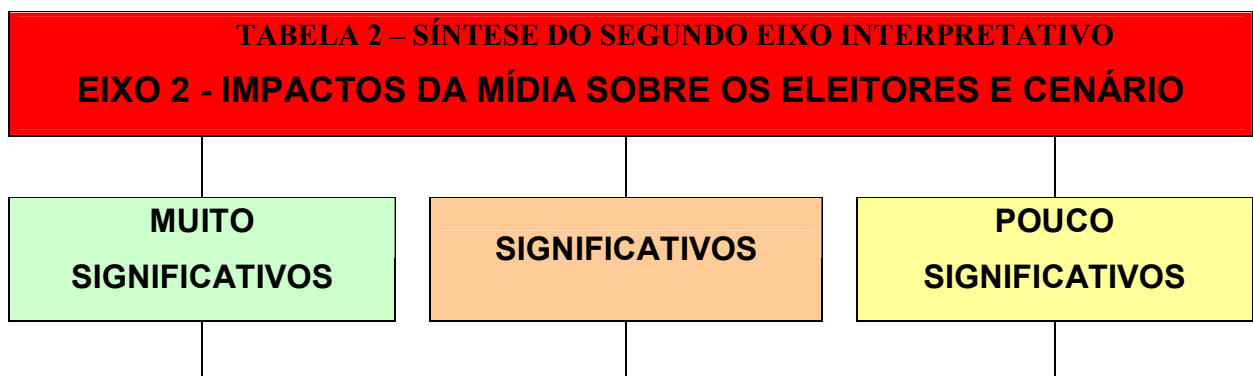 TABELA 2 – SÍNTESE DO SEGUNDO EIXO INTERPRETATIVO
EIXO 2 - IMPACTOS DA MÍDIA SOBRE OS ELEITORES E CENÁRIO
MUITO
SIGNIFICATIVOS
SIGNIFICATIVOS
POUCO
SIGNIFICATIVOS